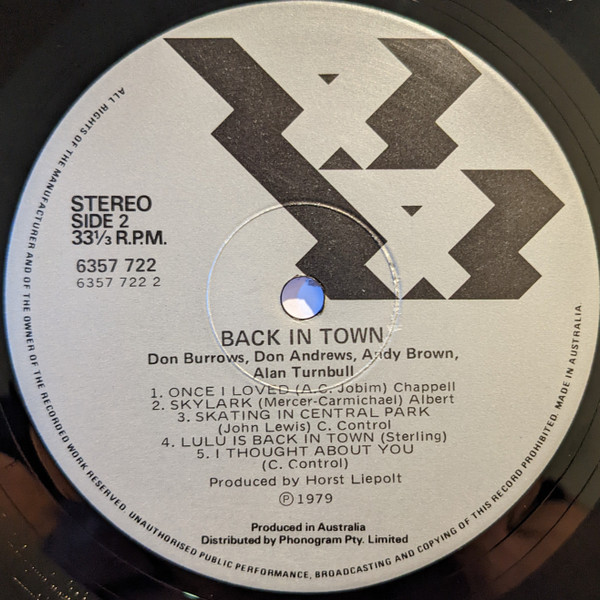 STEREO
SIDE 2
33⅓ R.P.M.
6357 722
6357 722 2
BACK IN TOWN
Don Burrows, Don Andrews, Andy Brown,
Alan Turnbull
1. ONCE I LOVED (A.C. Jobim) Chappell
2. SKYLARK (Mercer-Carmichael) Albert
3. SKATING IN CENTRAL PARK
(John Lewis) C. Control
4. LULU IS BACK IN TOWN (Sterling)
5. I THOUGHT ABOUT YOU
(C. Control)
Produced by Horst Liepolt
℗ 1979
Produced in Australia
Distributed by Phonogram Pty. Limited
ALL RIGHTS OF THE MANUFACTURER AND OF THE OWNER OF THE RECORDED WORK RESERVED. UNAUTHORISED PUBLIC PERFORMANCE, BROADCASTING AND COPYING OF THIS RECORD PROHIBITED. MADE IN AUSTRALIA.